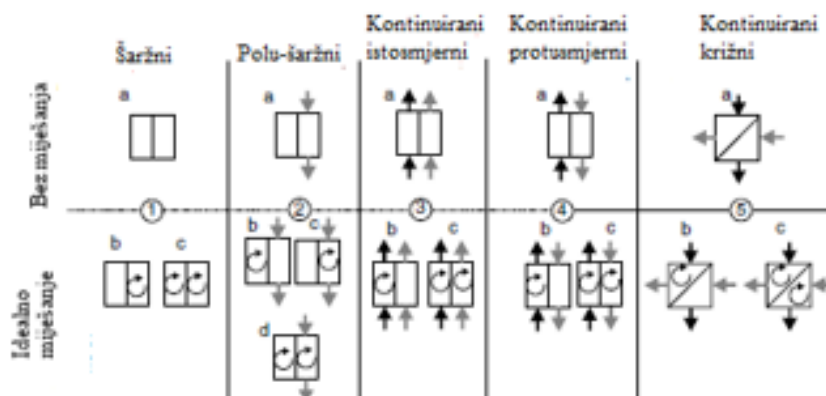 Šaržni
Polu-šaržni
Kontinuirani
istosmjerni
Kontinuirani
protusmjerni
Kontinuirani
križni
Bez miješanja
a
a
a
a
a
1
2
3
4
5
Idealno
miješanje
b
c
b
c
d
b
c
b
c
b
c